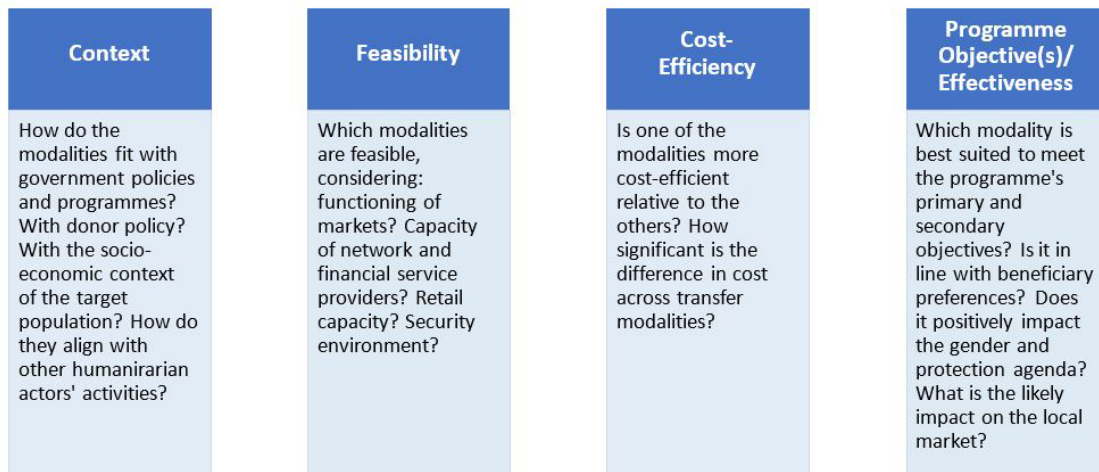 Context
How do the
modalities fit with
government policies
and programmes?
With donor policy?
With the socio-
economic context
of the target
population? How do
they align with
other humanirarian
actors' activities?
Feasibility
Which modalities
are feasible,
considering:
functioning of
markets? Capacity
of network and
financial service
providers? Retail
capacity? Security
environment?
Cost-
Efficiency
Is one of the
modalities more
cost-efficient
relative to the
others? How
significant is the
difference in cost
across transfer
modalities?
Programme
Objective(s)/
Effectiveness
Which modality is
best suited to meet
the programme's
primary and
secondary
objectives? Is it in
line with beneficiary
preferences? Does
it positively impact
the gender and
protection agenda?
What is the likely
impact on the local
market?